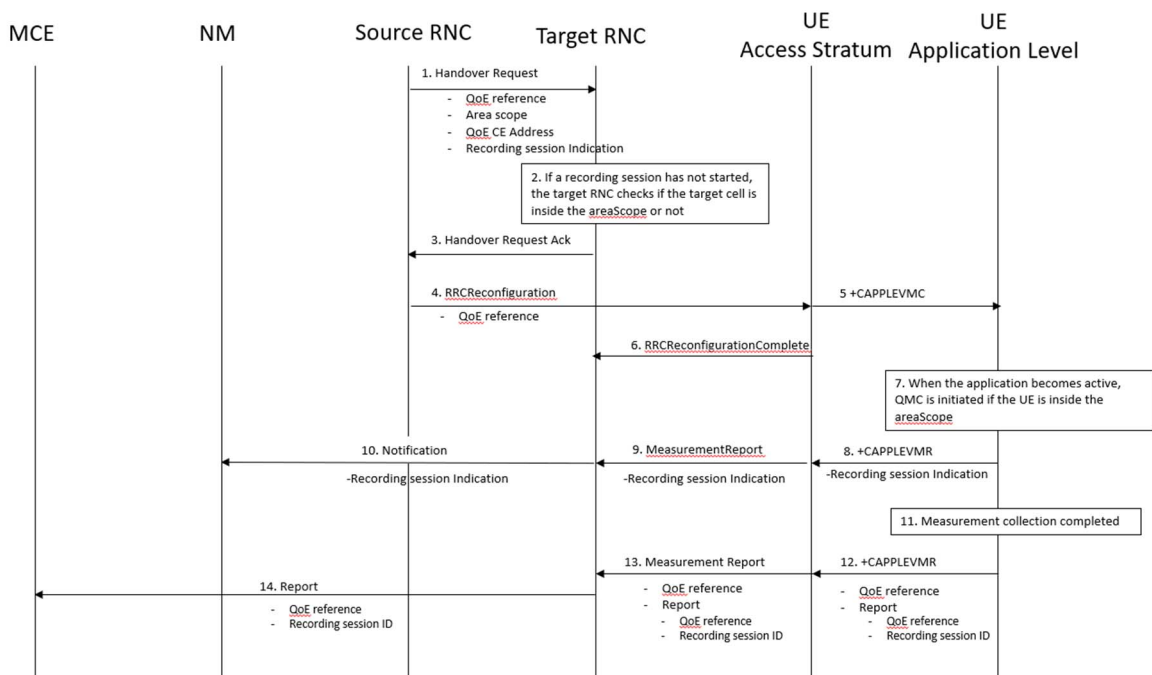 MCE
NM
Source RNC
Target RNC
UE
Access Stratum
UE
Application Level
1. Handover Request
- QoE reference
- Area scope
- QoE CE Address
- Recording session Indication
2. If a recording session has not started,
the target RNC checks if the target cell is
inside the areaScope or not
3. Handover Request Ack
4. RRCReconfiguration
- QoE reference
5 +CAPPLEVMC
6. RRCReconfigurationComplete
7. When the application becomes active,
QMC is initiated if the UE is inside the
areaScope
10. Notification
-Recording session Indication
9. MeasurementReport
-Recording session Indication
8. +CAPPLEVMR
-Recording session Indication
11. Measurement collection completed
13. Measurement Report
- QoE reference
- Report
- QoE reference
- Recording session ID
12. +CAPPLEVMR
- QoE reference
- Report
- QoE reference
- Recording session ID
14. Report
- QoE reference
- Recording session ID